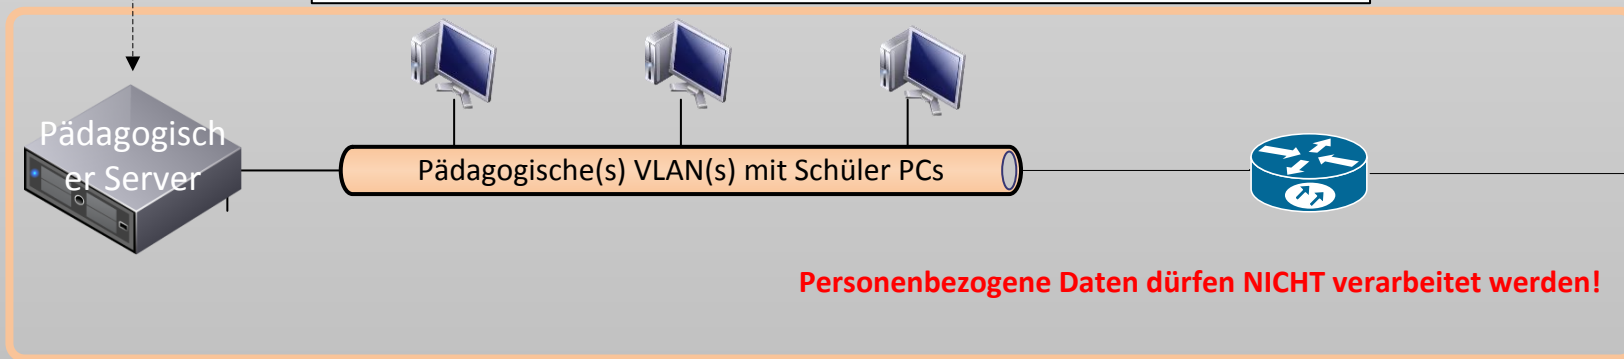 Pädagogisch
er Server
Pädagogische(s) VLAN(s) mit Schüler PCs
Personenbezogene Daten dürfen NICHT verarbeitet werden!